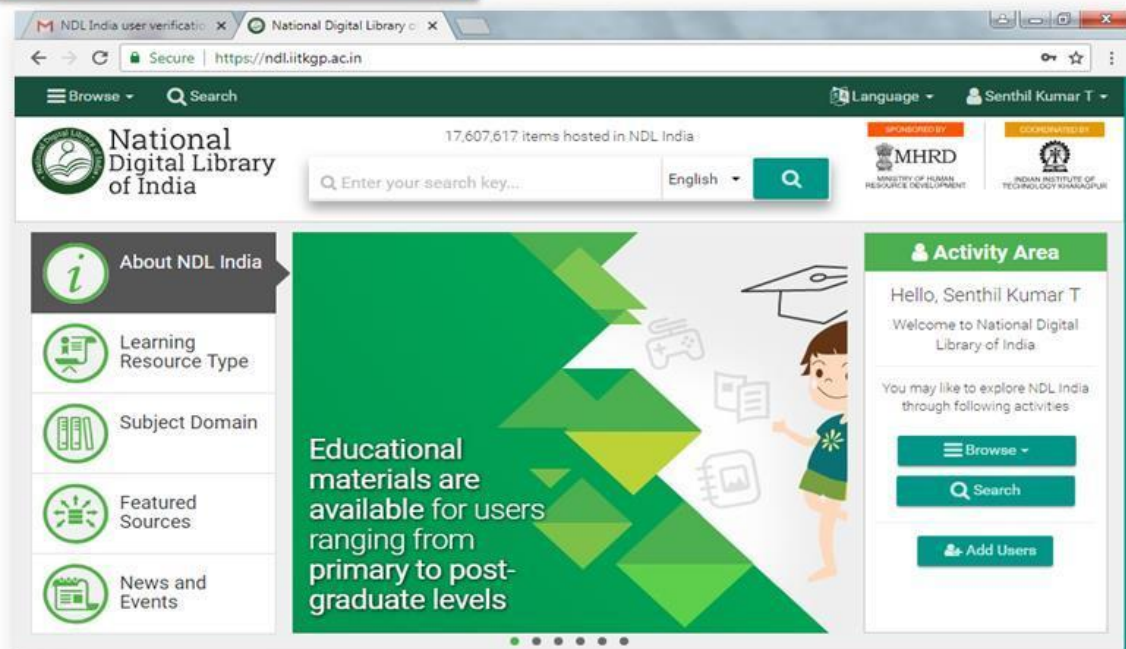 NDL India user verificatio
National Digital Library o
Secure | https://ndl.iitkgp.ac.in
Browse
Search
Language
Senthil Kumar T
National
Digital Library
of India
17,607,617 items hosted in NDL India
Enter your search key...
English
SPONSORED BY
MHRD
MINISTRY OF HUMAN
RESOURCE DEVELOPMENT
COORDINATED BY
INDIAN INSTITUTE OF
TECHNOLOGY KHARAGPUR
About NDL India
Learning
Resource Type
Subject Domain
Featured
Sources
News and
Events
Educational
materials are
available for users
ranging from
primary to post-
graduate levels
Activity Area
Hello, Senthil Kumar T
Welcome to National Digital
Library of India
You may like to explore NDL India
through following activities
Browse
Search
Add Users